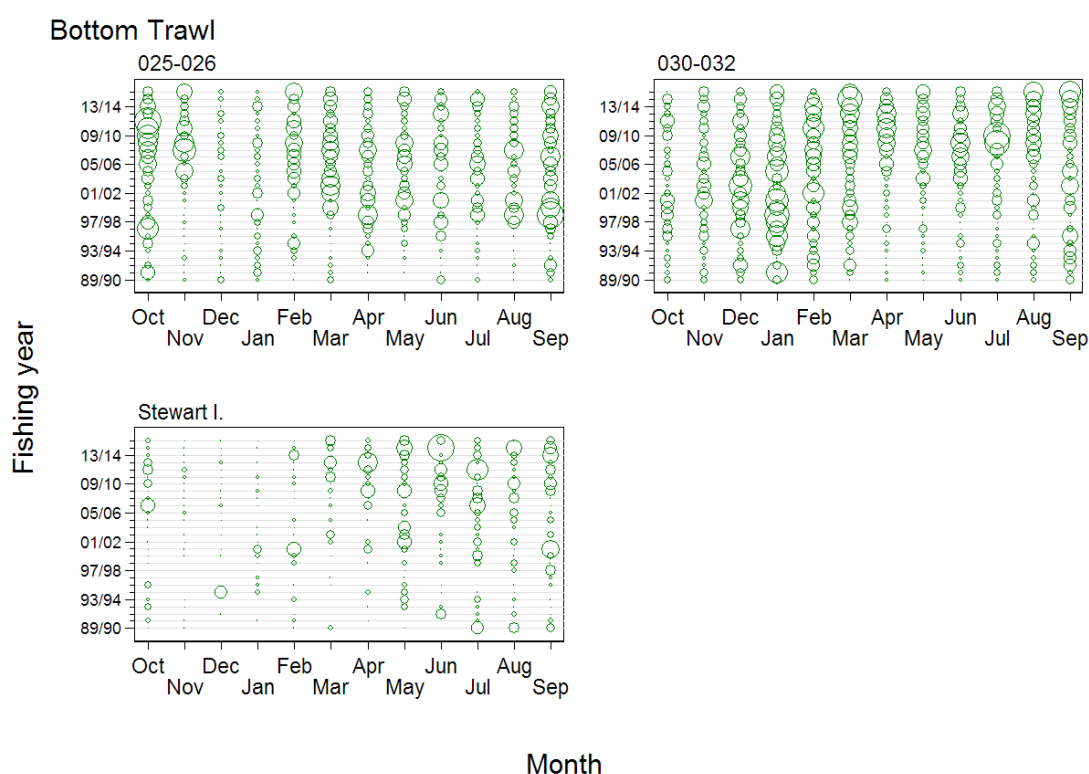 Bottom Trawl
025-026
13/14
09/10
05/06
01/02
97/98
93/94
89/90
Oct Dec Feb Apr Jun Aug
Nov Jan Mar May Jul Sep
030-032
13/14
09/10
05/06
01/02
97/98
93/94
89/90
Oct Dec Feb Apr Jun Aug
Nov Jan Mar May Jul Sep
Stewart I.
13/14
09/10
05/06
01/02
97/98
93/94
89/90
Oct Dec Feb Apr Jun Aug
Nov Jan Mar May Jul Sep
Fishing year
Month